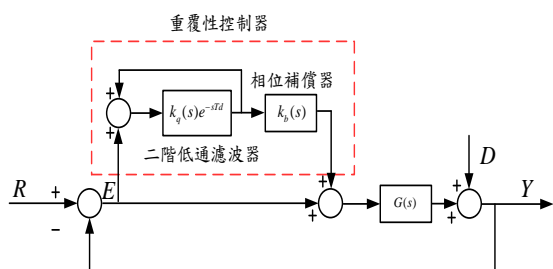 重覆性控制器
相位補償器
+
+
k_q(s)e^{-sTd}
k_b(s)
二階低通濾波器
D
R
+
E
+
+
G(s)
+
+
Y
−